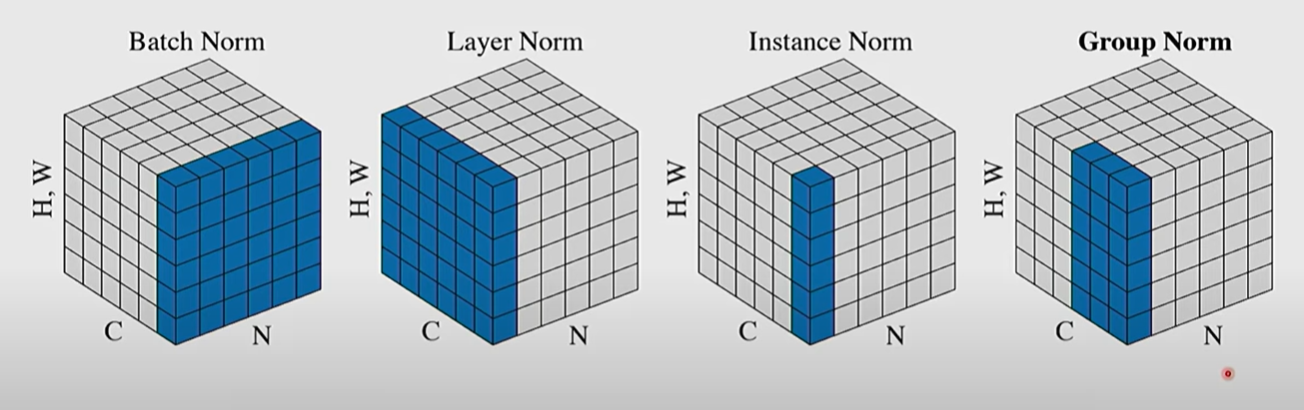 Batch Norm
Layer Norm
Instance Norm
Group Norm
H, W
C
N
H, W
C
N
H, W
C
N
H, W
C
N